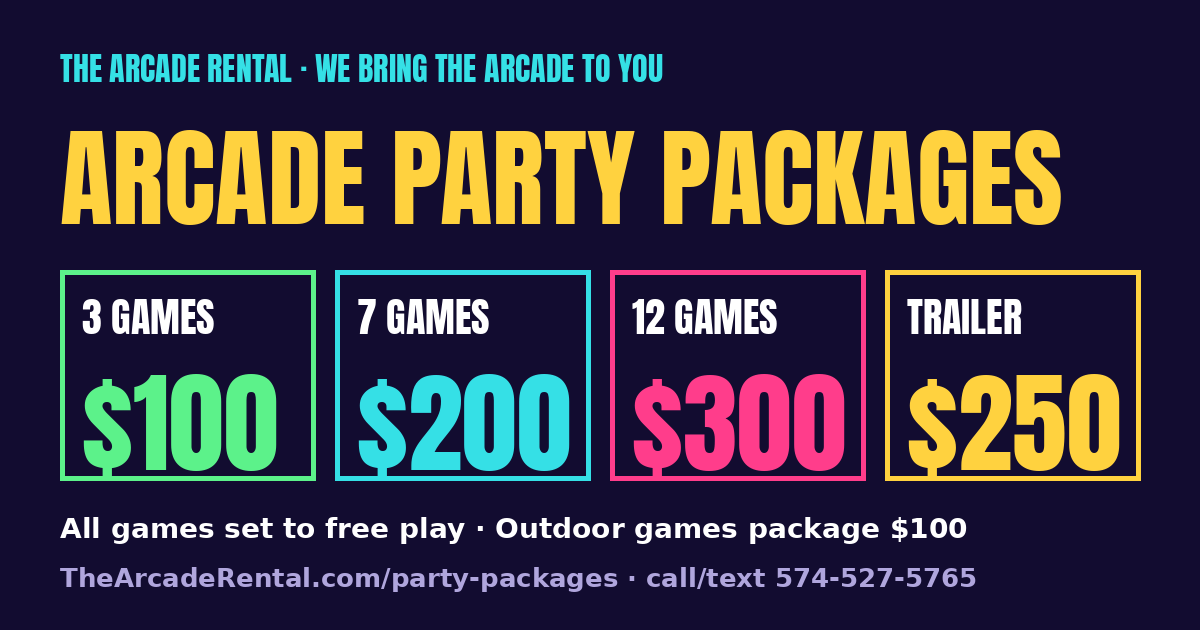 THE ARCADE RENTAL · WE BRING THE ARCADE TO YOU
ARCADE PARTY PACKAGES
3 GAMES
$100
7 GAMES
$200
12 GAMES
$300
TRAILER
$250
All games set to free play · Outdoor games package $100
TheArcadeRental.com/party-packages · call/text 574-527-5765